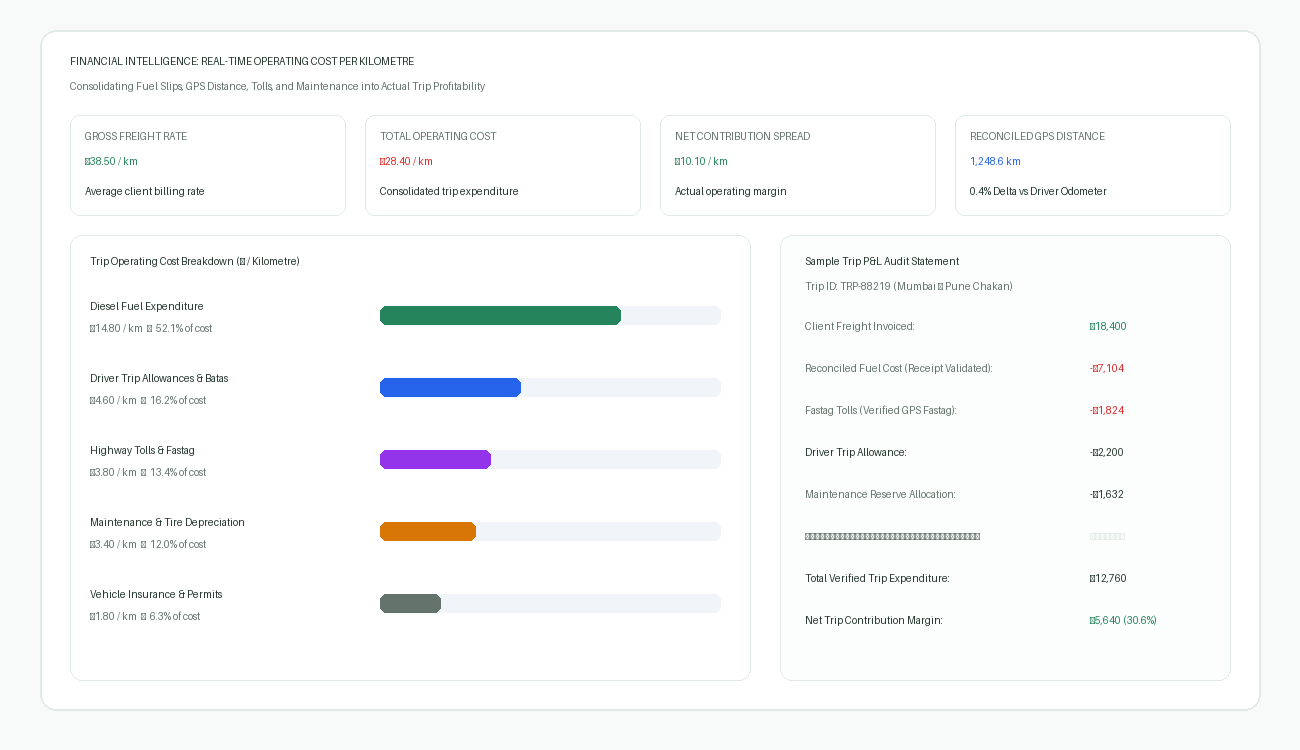 FINANCIAL INTELLIGENCE: REAL-TIME OPERATING COST PER KILOMETRE
Consolidating Fuel Slips, GPS Distance, Tolls, and Maintenance into Actual Trip Profitability
GROSS FREIGHT RATE
38.50 / km
Average client billing rate
TOTAL OPERATING COST
28.40 / km
Consolidated trip expenditure
NET CONTRIBUTION SPREAD
10.10 / km
Actual operating margin
RECONCILED GPS DISTANCE
1,248.6 km
0.4% Delta vs Driver Odometer
Trip Operating Cost Breakdown ( / Kilometre)
Diesel Fuel Expenditure
14.80 / km 52.1% of cost
Driver Trip Allowances & Batas
4.60 / km 16.2% of cost
Highway Tolls & Fastag
3.80 / km 13.4% of cost
Maintenance & Tire Depreciation
3.40 / km 12.0% of cost
Vehicle Insurance & Permits
1.80 / km 6.3% of cost
Sample Trip P&L Audit Statement
Trip ID: TRP-88219 (Mumbai Pune Chakan)
Client Freight Invoiced: 18,400
Reconciled Fuel Cost (Receipt Validated): -7,104
Fastag Tolls (Verified GPS Fastag): -1,824
Driver Trip Allowance: -2,200
Maintenance Reserve Allocation: -1,632
Total Verified Trip Expenditure: 12,760
Net Trip Contribution Margin: 5,640 (30.6%)